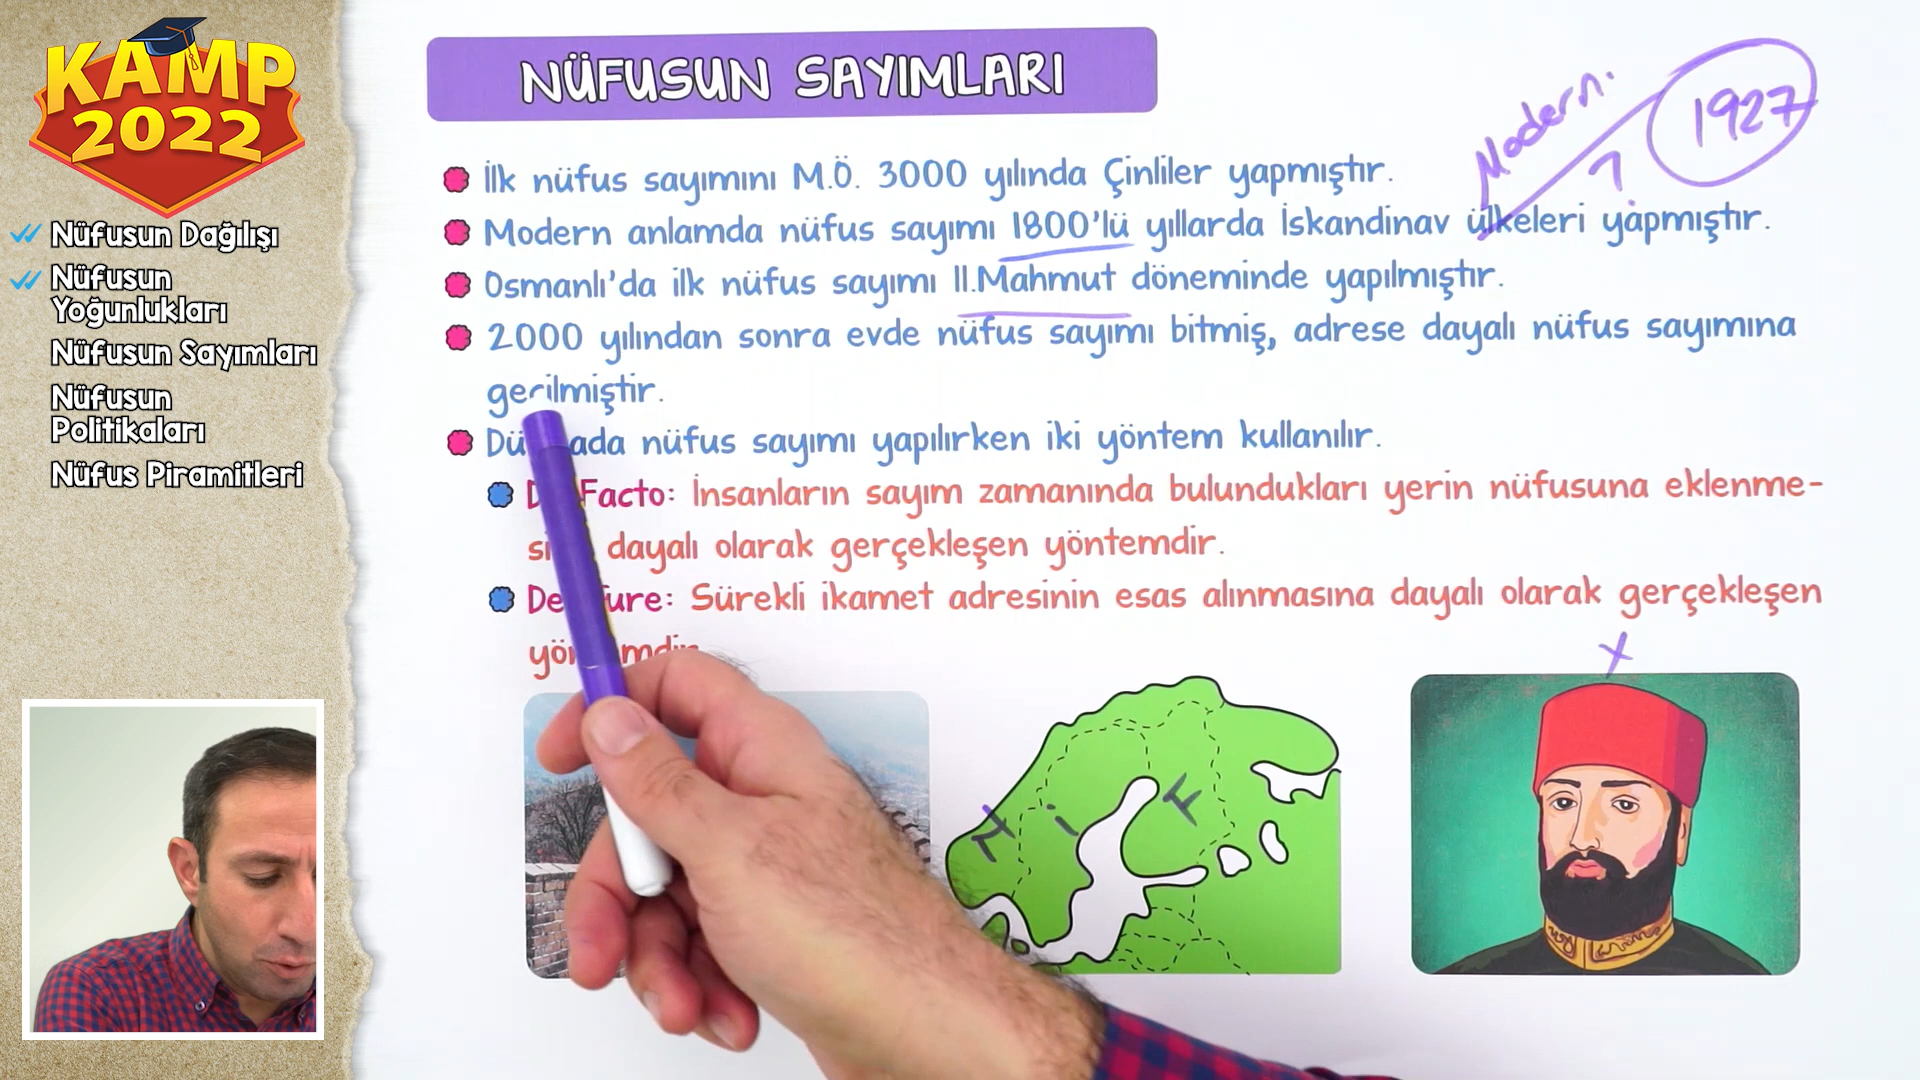 KAMP
2022
Nüfusun Dağılışı
Nüfusun
Yoğunlukları
Nüfusun Sayımları
Nüfusun
Politikaları
Nüfus Piramitleri
NÜFUSUN SAYIMLARI
Modern.
1927
İlk nüfus sayımını M.Ö. 3000 yılında Çinliler yapmıştır.
Modern anlamda nüfus sayımı 1800'lü yıllarda İskandinav ülkeleri yapmıştır.
Osmanlı'da ilk nüfus sayımı II.Mahmut döneminde yapılmıştır.
2000 yılından sonra evde nüfus sayımı bitmiş, adrese dayalı nüfus sayımına
Dünyada nüfus sayımı yapılırken iki yöntem kullanılır.
De Facto: İnsanların sayım zamanında bulundukları yerin nüfusuna eklenme-
dayalı olarak gerçekleşen yöntemdir.
De Jure: Sürekli ikamet adresinin esas alınmasına dayalı olarak gerçekleşen
yöntemdir.
N İ F
x